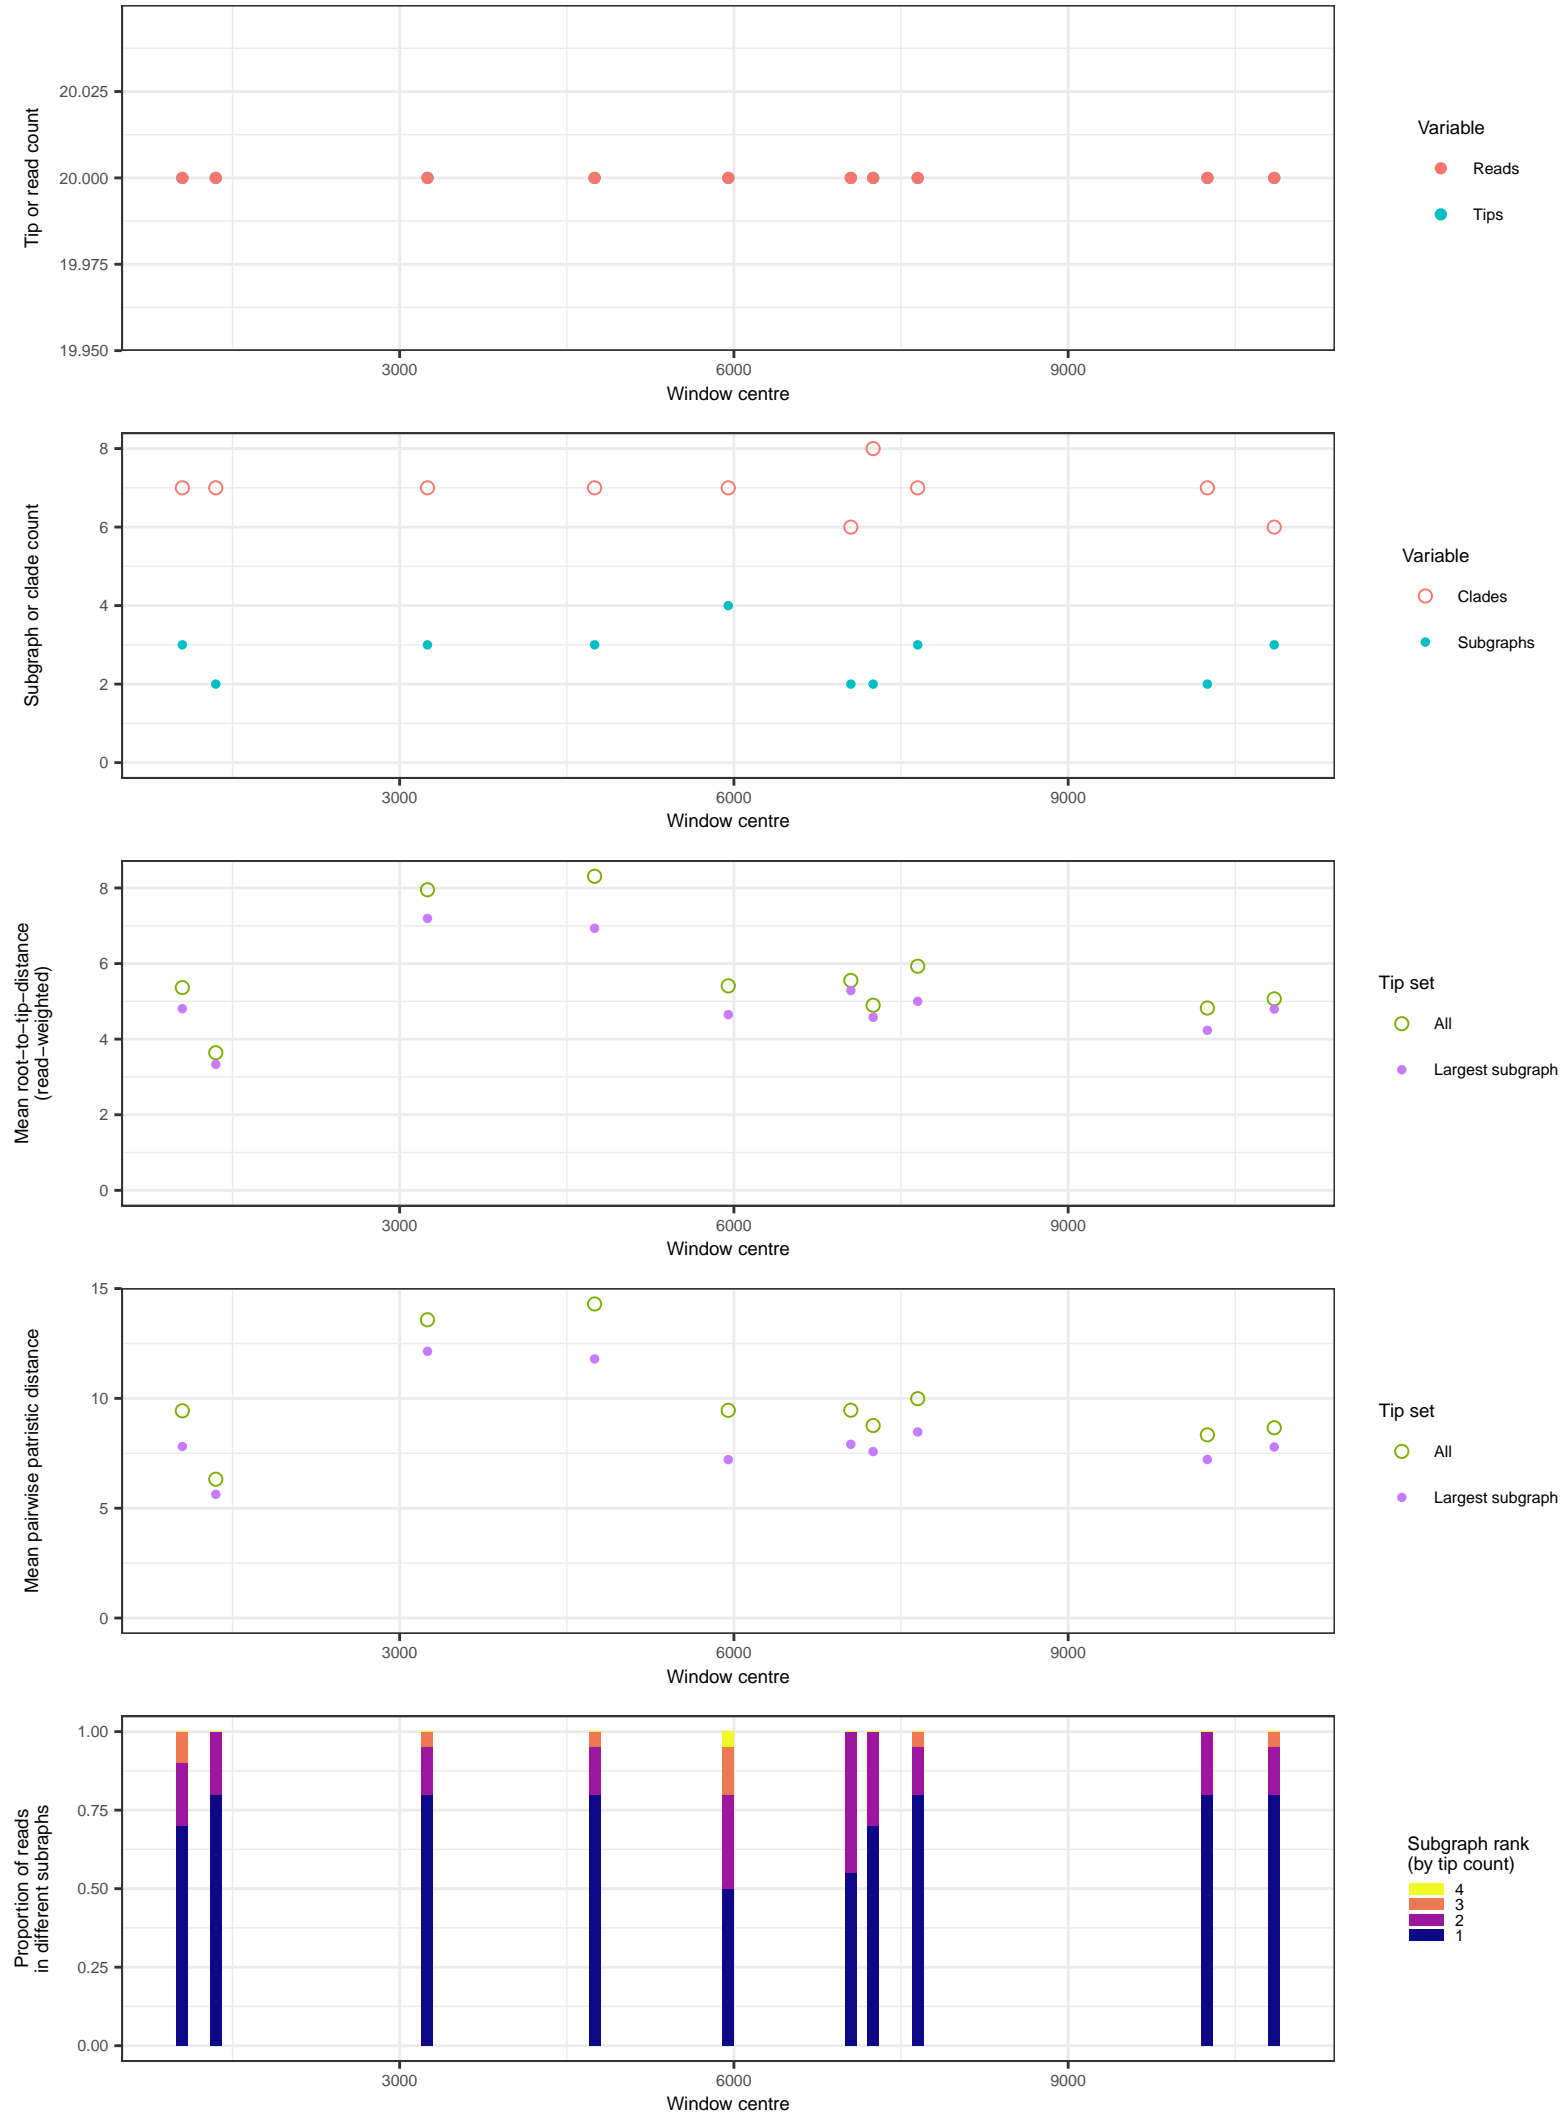 20.025
20.000
19.975
19.950
Tip or read count
3000 6000 9000
Window centre
Variable
Reads
Tips
8
6
4
2
0
Subgraph or clade count
3000 6000 9000
Window centre
Variable
Clades
Subgraphs
8
6
4
2
0
Mean root−to−tip−distance
(read−weighted)
3000 6000 9000
Window centre
Tip set
All
Largest subgraph
15
10
5
0
Mean pairwise patristic distance
3000 6000 9000
Window centre
Tip set
All
Largest subgraph
1.00
0.75
0.50
0.25
0.00
Proportion of reads
in different subraphs
3000 6000 9000
Window centre
Subgraph rank
(by tip count)
4
3
2
1